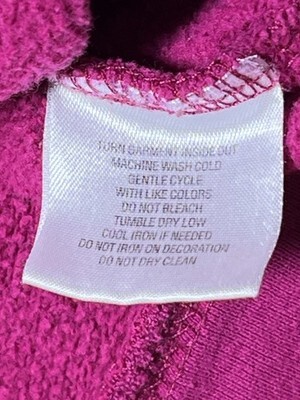 TURN GARMENT INSIDE OUT
MACHINE WASH COLD
GENTLE CYCLE
WITH LIKE COLORS
DO NOT BLEACH
TUMBLE DRY LOW
COOL IRON IF NEEDED
DO NOT IRON ON DECORATION
DO NOT DRY CLEAN